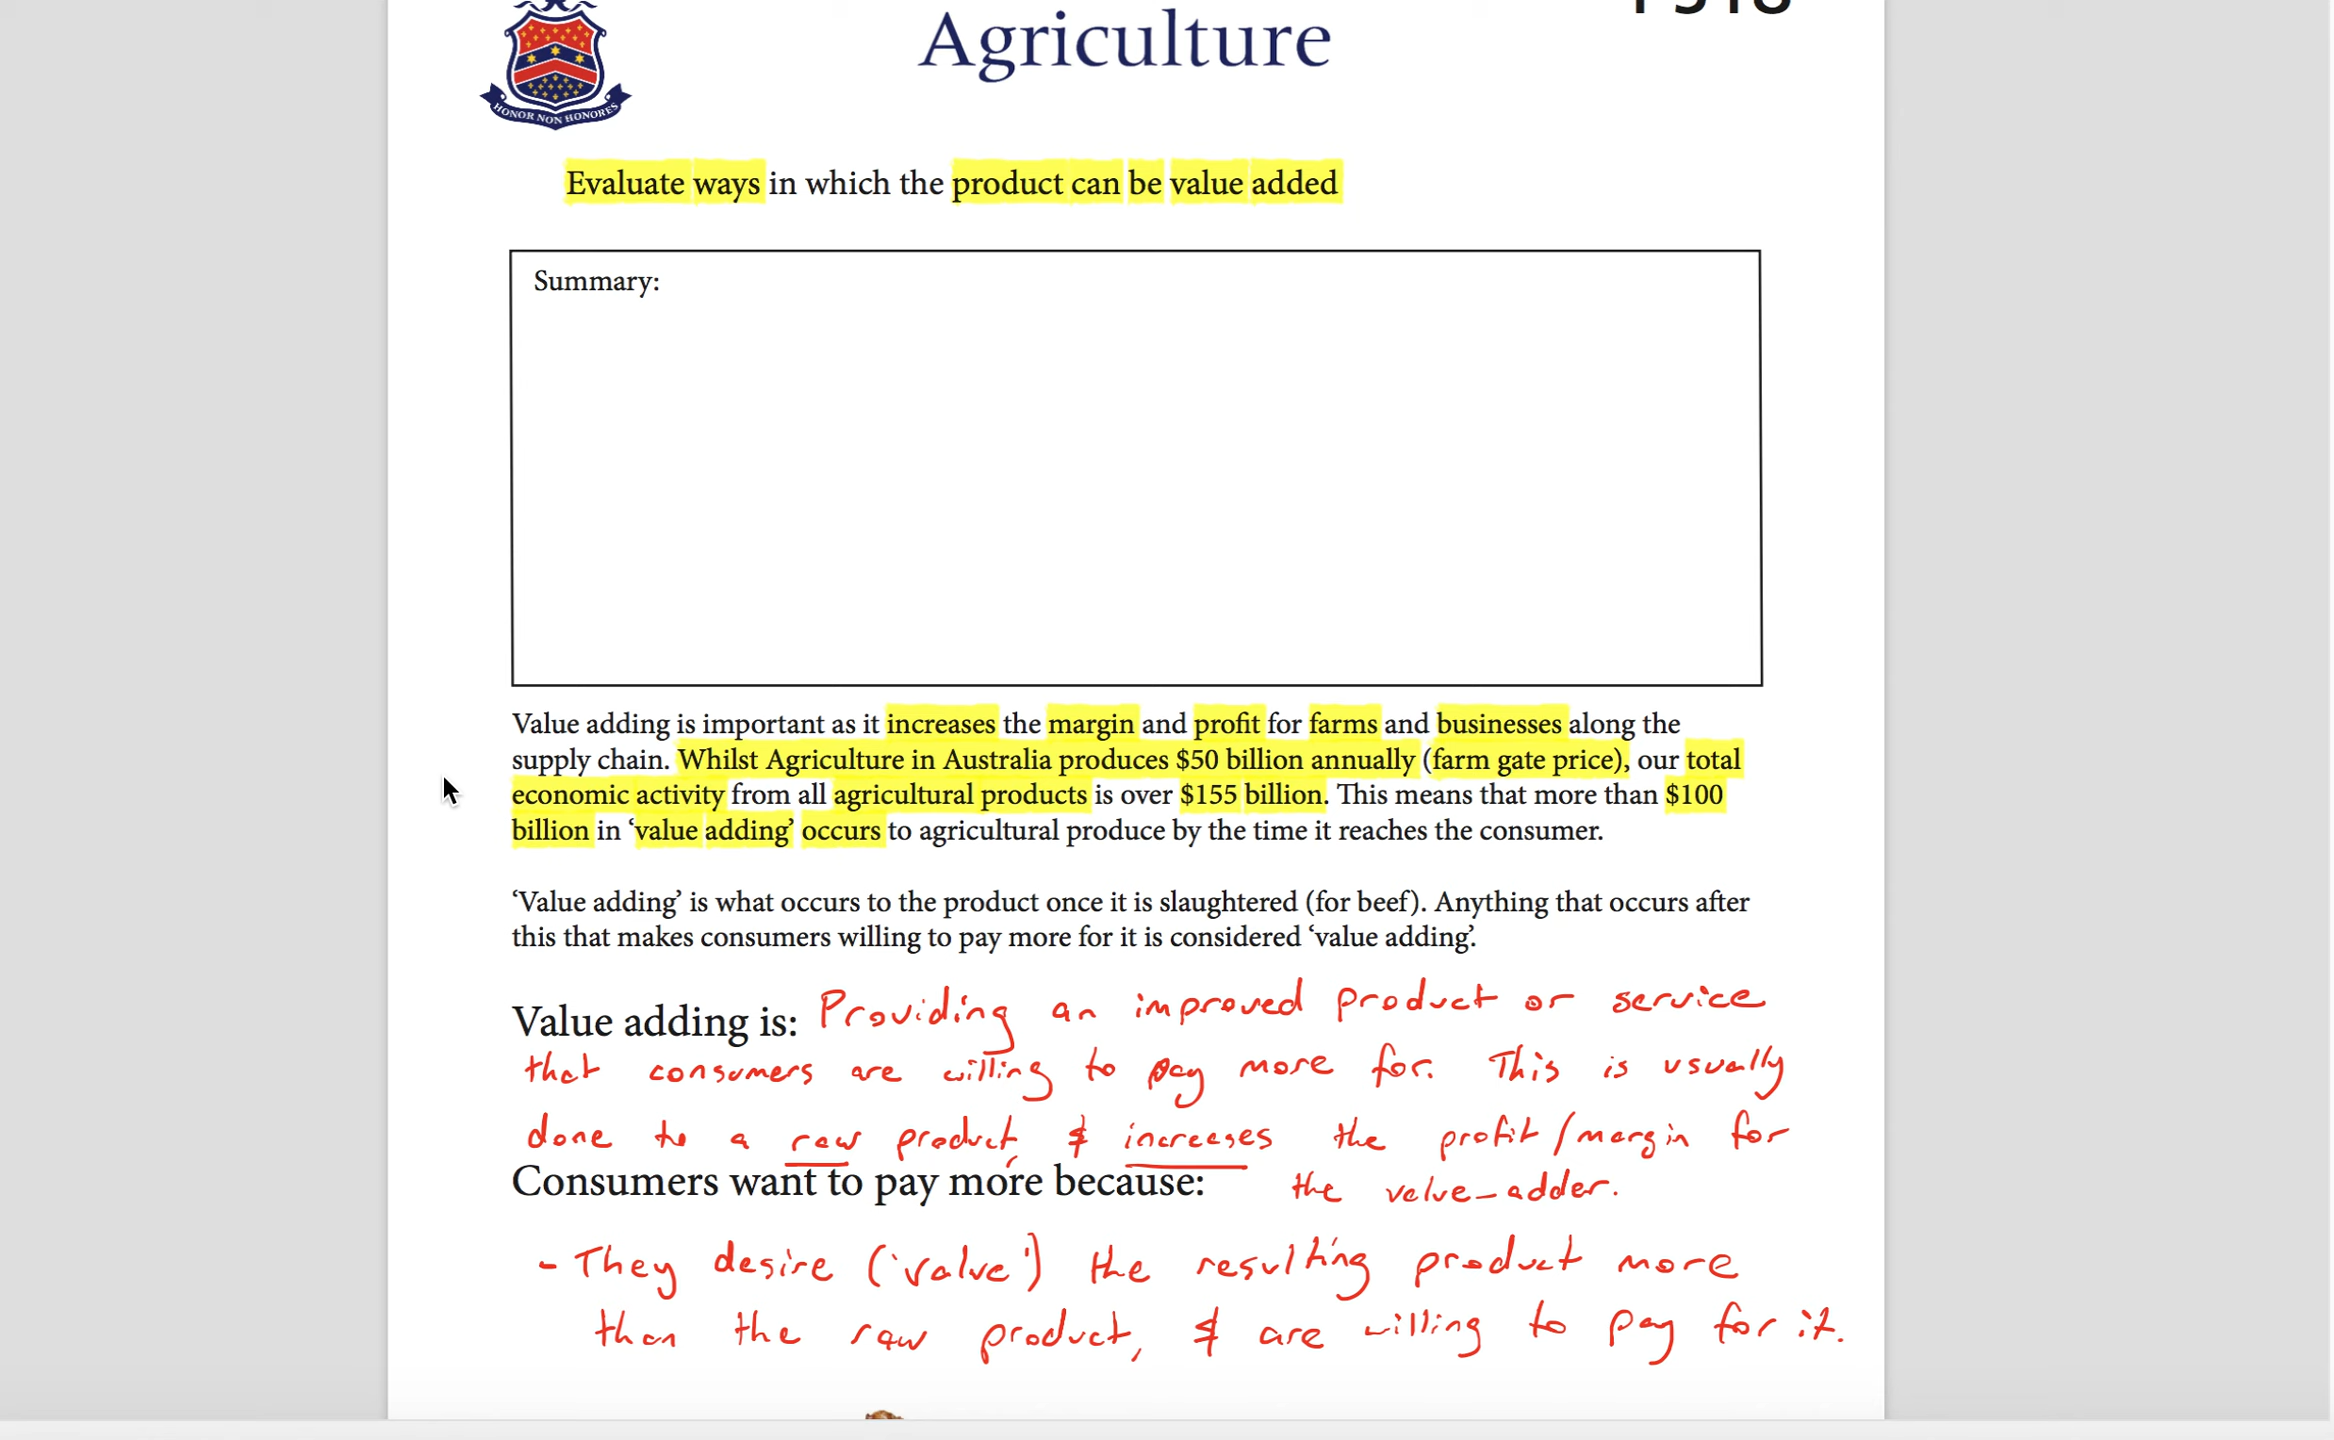 Agriculture
HONOR NON HONORES
Evaluate ways in which the product can be value added
Summary:
Value adding is important as it increases the margin and profit for farms and businesses along the
supply chain. Whilst Agriculture in Australia produces $50 billion annually (farm gate price), our total
economic activity from all agricultural products is over $155 billion. This means that more than $100
billion in ‘value adding’ occurs to agricultural produce by the time it reaches the consumer.
‘Value adding’ is what occurs to the product once it is slaughtered (for beef). Anything that occurs after
this that makes consumers willing to pay more for it is considered ‘value adding’.
Value adding is: Providing an improved product or service
that consumers are willing to pay more for. This is usually
done to a raw product, & increases the profit/margin for
Consumers want to pay more because: the value-adder.
- They desire ('value') the resulting product more
than the raw product, & are willing to pay for it.